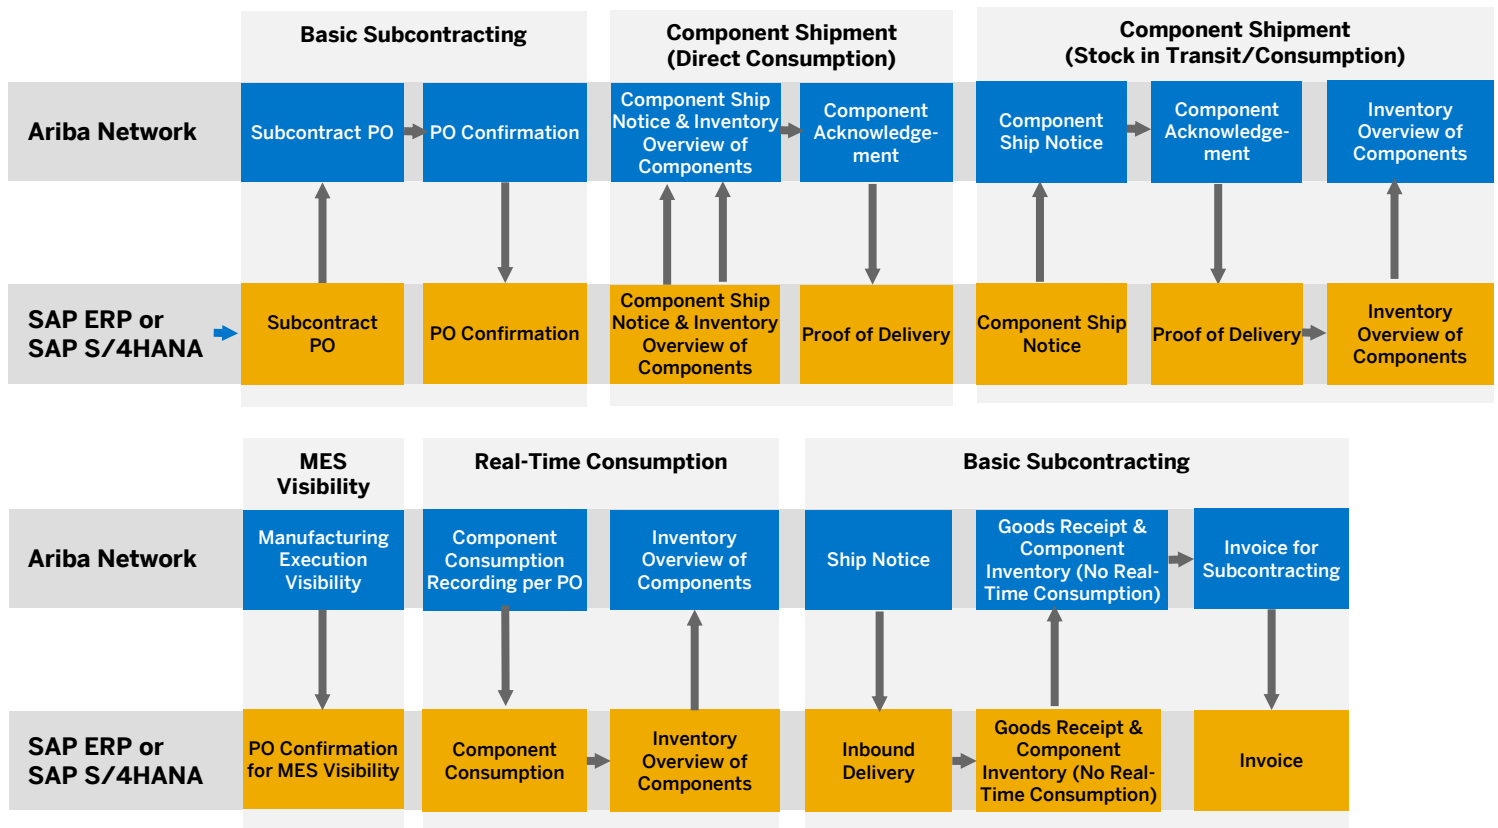 Basic Subcontracting
Component Shipment
(Direct Consumption)
Component Shipment
(Stock in Transit/Consumption)
Ariba Network
Subcontract PO
PO Confirmation
Component Ship
Notice & Inventory
Overview of
Components
Component
Acknowledge-
ment
Component
Ship Notice
Component
Acknowledge-
ment
Inventory
Overview of
Components
SAP ERP or
SAP S/4HANA
Subcontract
PO
PO Confirmation
Component Ship
Notice & Inventory
Overview of
Components
Proof of Delivery
Component Ship
Notice
Proof of Delivery
Inventory
Overview of
Components
MES
Visibility
Real-Time Consumption
Basic Subcontracting
Ariba Network
Manufacturing
Execution
Visibility
Component
Consumption
Recording per PO
Inventory
Overview of
Components
Ship Notice
Goods Receipt &
Component
Inventory (No Real-
Time Consumption)
Invoice for
Subcontracting
SAP ERP or
SAP S/4HANA
PO Confirmation
for MES Visibility
Component
Consumption
Inventory
Overview of
Components
Inbound
Delivery
Goods Receipt &
Component
Inventory (No Real-
Time Consumption)
Invoice